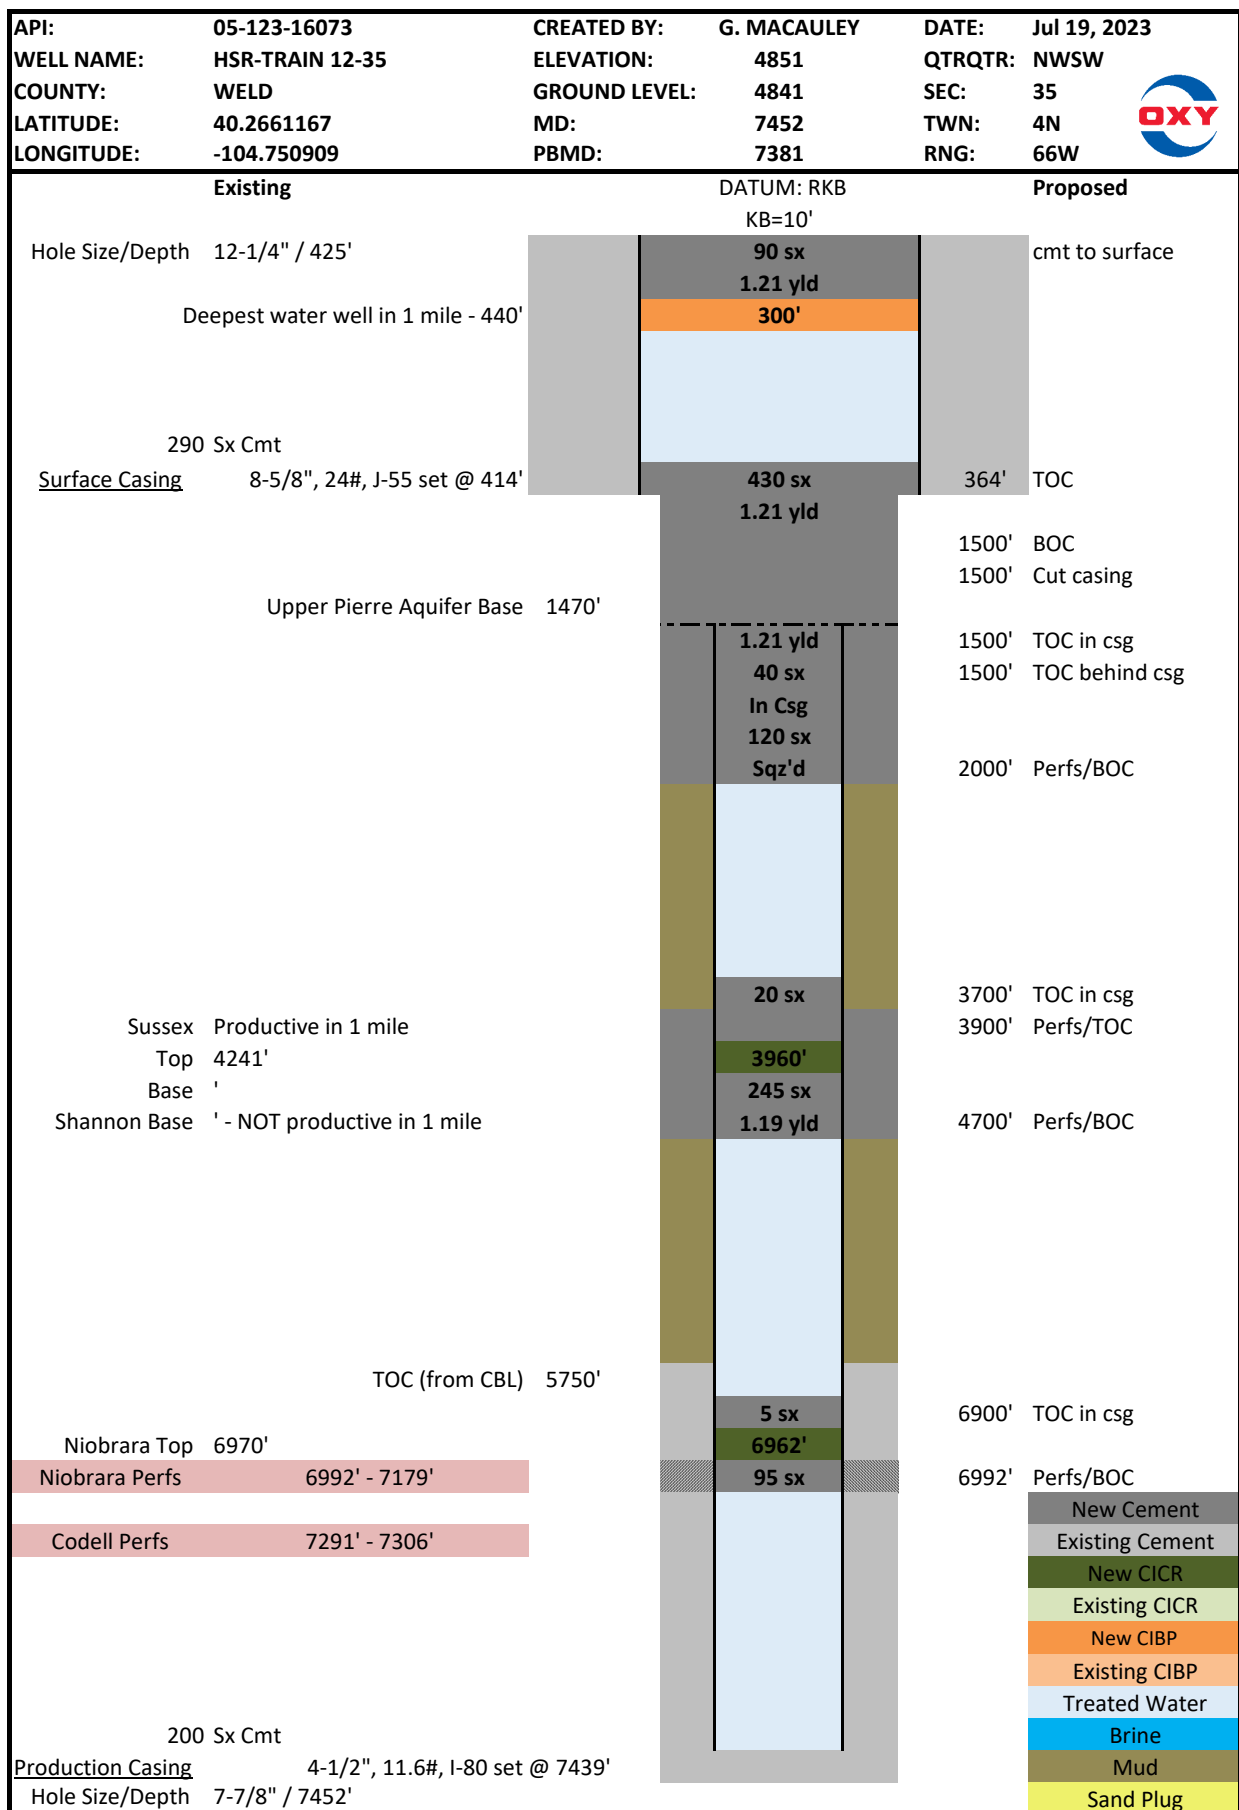 API: 05-123-16073 CREATED BY: G. MACAULEY DATE: Jul 19, 2023
WELL NAME: HSR-TRAIN 12-35 ELEVATION: 4851 QTRQTR: NWSW
COUNTY: WELD GROUND LEVEL: 4841 SEC: 35
OXY
LATITUDE: 40.2661167 MD: 7452 TWN: 4N
LONGITUDE: -104.750909 PBMD: 7381 RNG: 66W
Existing DATUM: RKB Proposed
KB=10'
Hole Size/Depth 12-1/4" / 425' 90 sx cmt to surface
1.21 yld
Deepest water well in 1 mile - 440' 300'
290 Sx Cmt
Surface Casing 8-5/8", 24#, J-55 set @ 414' 430 sx 364' TOC
1.21 yld
1500' BOC
1500' Cut casing
Upper Pierre Aquifer Base 1470'
1.21 yld 1500' TOC in csg
40 sx 1500' TOC behind csg
In Csg
120 sx
Sqz'd 2000' Perfs/BOC
20 sx 3700' TOC in csg
Sussex Productive in 1 mile 3900' Perfs/TOC
Top 4241' 3960'
Base ' 245 sx
Shannon Base ' - NOT productive in 1 mile 1.19 yld 4700' Perfs/BOC
TOC (from CBL) 5750'
5 sx 6900' TOC in csg
Niobrara Top 6970' 6962'
Niobrara Perfs 6992' - 7179' 95 sx 6992' Perfs/BOC
New Cement
Codell Perfs 7291' - 7306' Existing Cement
New CICR
Existing CICR
New CIBP
Existing CIBP
Treated Water
200 Sx Cmt Brine
Production Casing 4-1/2", 11.6#, I-80 set @ 7439' Mud
Hole Size/Depth 7-7/8" / 7452' Sand Plug